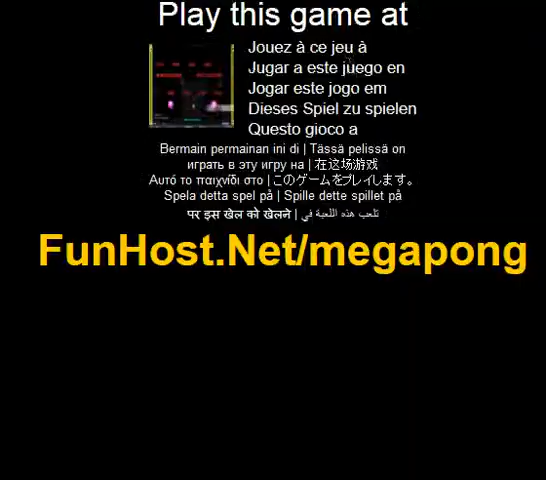 Play this game at
Jouez à ce jeu à
Jugar a este juego en
Jogar este jogo em
Dieses Spiel zu spielen
Questo gioco a
Bermain permainan ini di | Tässä pelissä on
играть в эту игру на | 在这场游戏
Αυτό το παιχνίδι στο | このゲームをプレイします。
Spela detta spel på | Spille dette spillet på
पर इस खेल को खेलने | تلعب هذه اللعبة في
FunHost.Net/megapong